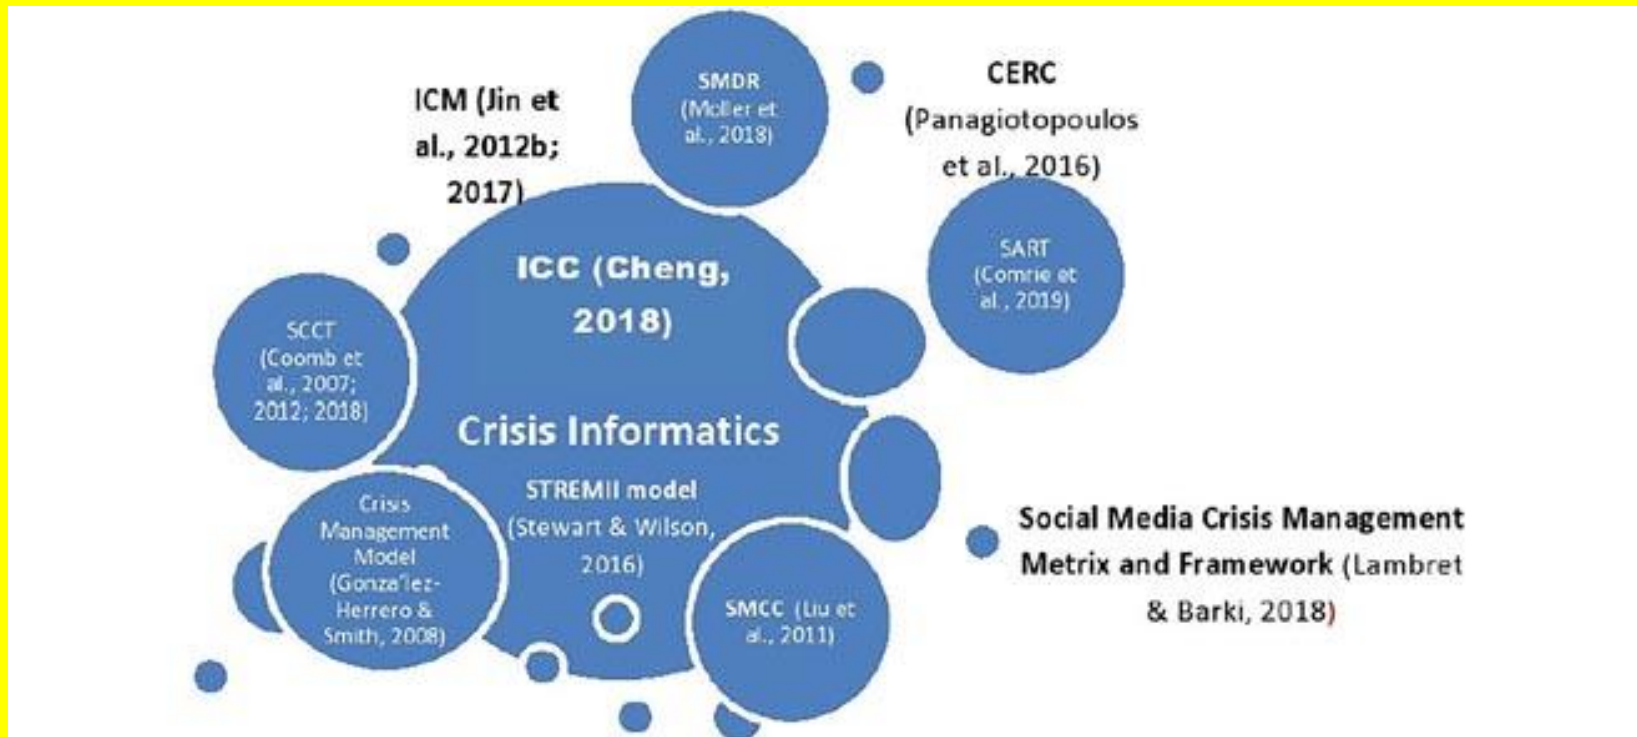 ICM (Jin et
al., 2012b;
2017)
SMDR
(Moller et
al., 2018)
CERC
(Panagiotopoulos
et al., 2016)
SART
(Comrie et
al., 2019)
ICC (Cheng,
2018)
SCCT
(Coomb et
al., 2007;
2012; 2018)
Crisis Informatics
STREMII model
(Stewart & Wilson,
2016)
Crisis
Management
Model
(Gonza'lez-
Herrero &
Smith, 2008)
SMCC (Liu et
al., 2011)
Social Media Crisis Management
Metrix and Framework (Lambret
& Barki, 2018)